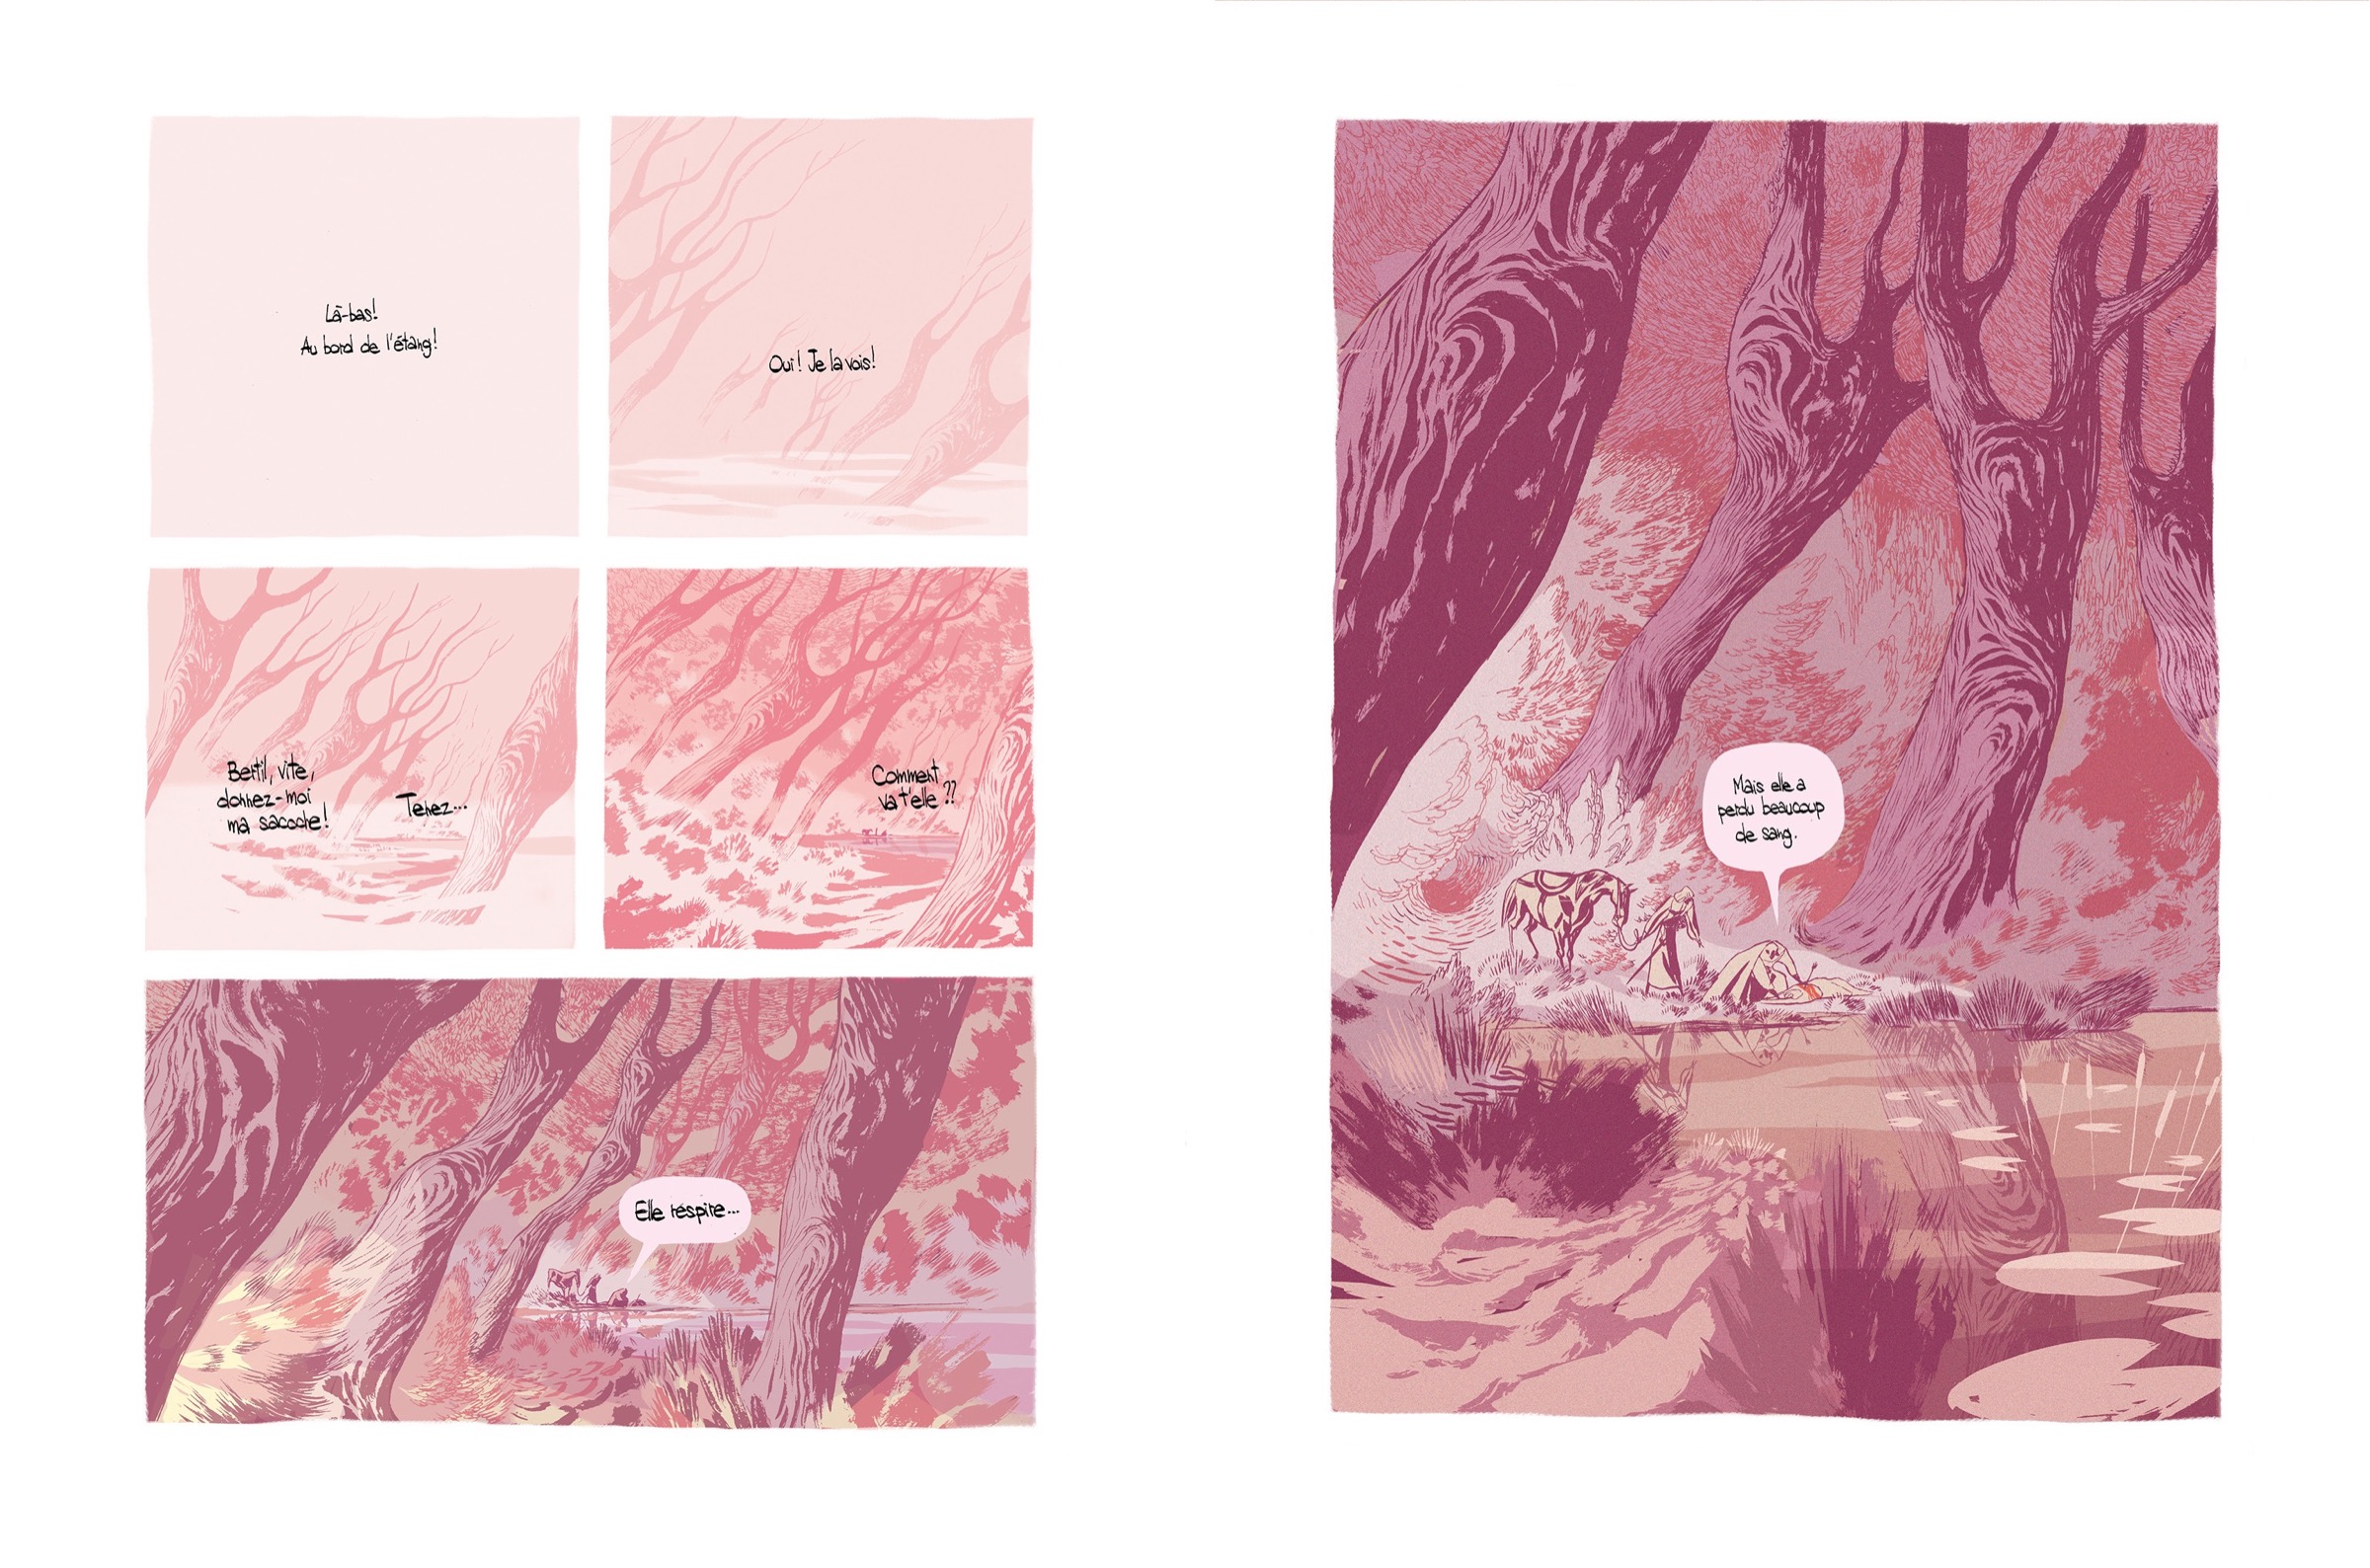 Là-bas!
Au bord de l'étang!
Oui! Je la vois!
Bertil, vite,
donnez-moi
ma sacoche!
Tenez...
Comment
va t'elle ??
Elle respire...
Mais elle a
perdu beaucoup
de sang.